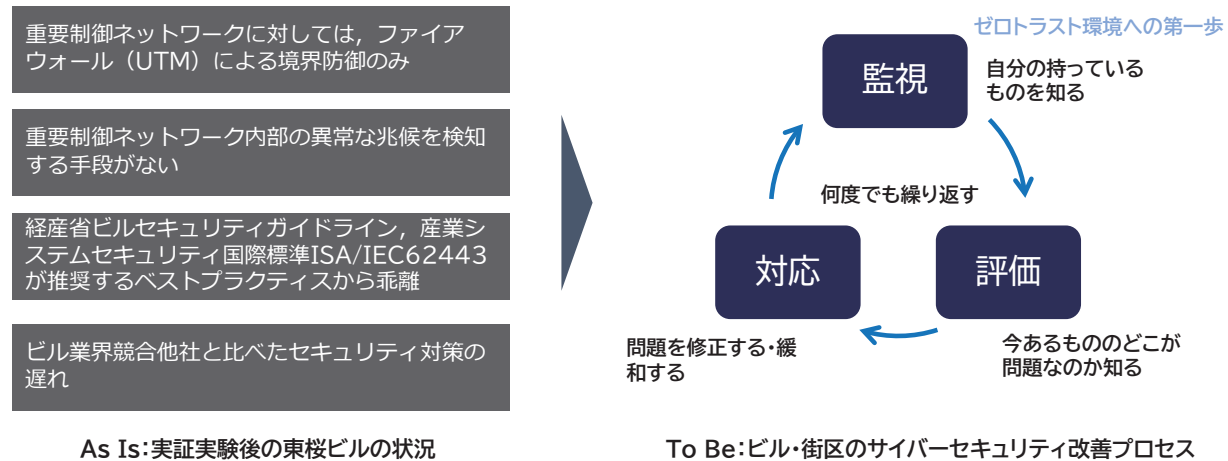 重要制御ネットワークに対しては，ファイア
ウォール（UTM）による境界防御のみ
重要制御ネットワーク内部の異常な兆候を検知
する手段がない
経産省ビルセキュリティガイドライン，産業シ
ステムセキュリティ国際標準ISA/IEC62443
が推奨するベストプラクティスから乖離
ビル業界競合他社と比べたセキュリティ対策の
遅れ
As Is：実証実験後の東桜ビルの状況
ゼロトラスト環境への第一歩
監視
自分の持っている
ものを知る
何度でも繰り返す
対応
評価
問題を修正する・緩
和する
今あるもののどこが
問題なのか知る
To Be：ビル・街区のサイバーセキュリティ改善プロセス